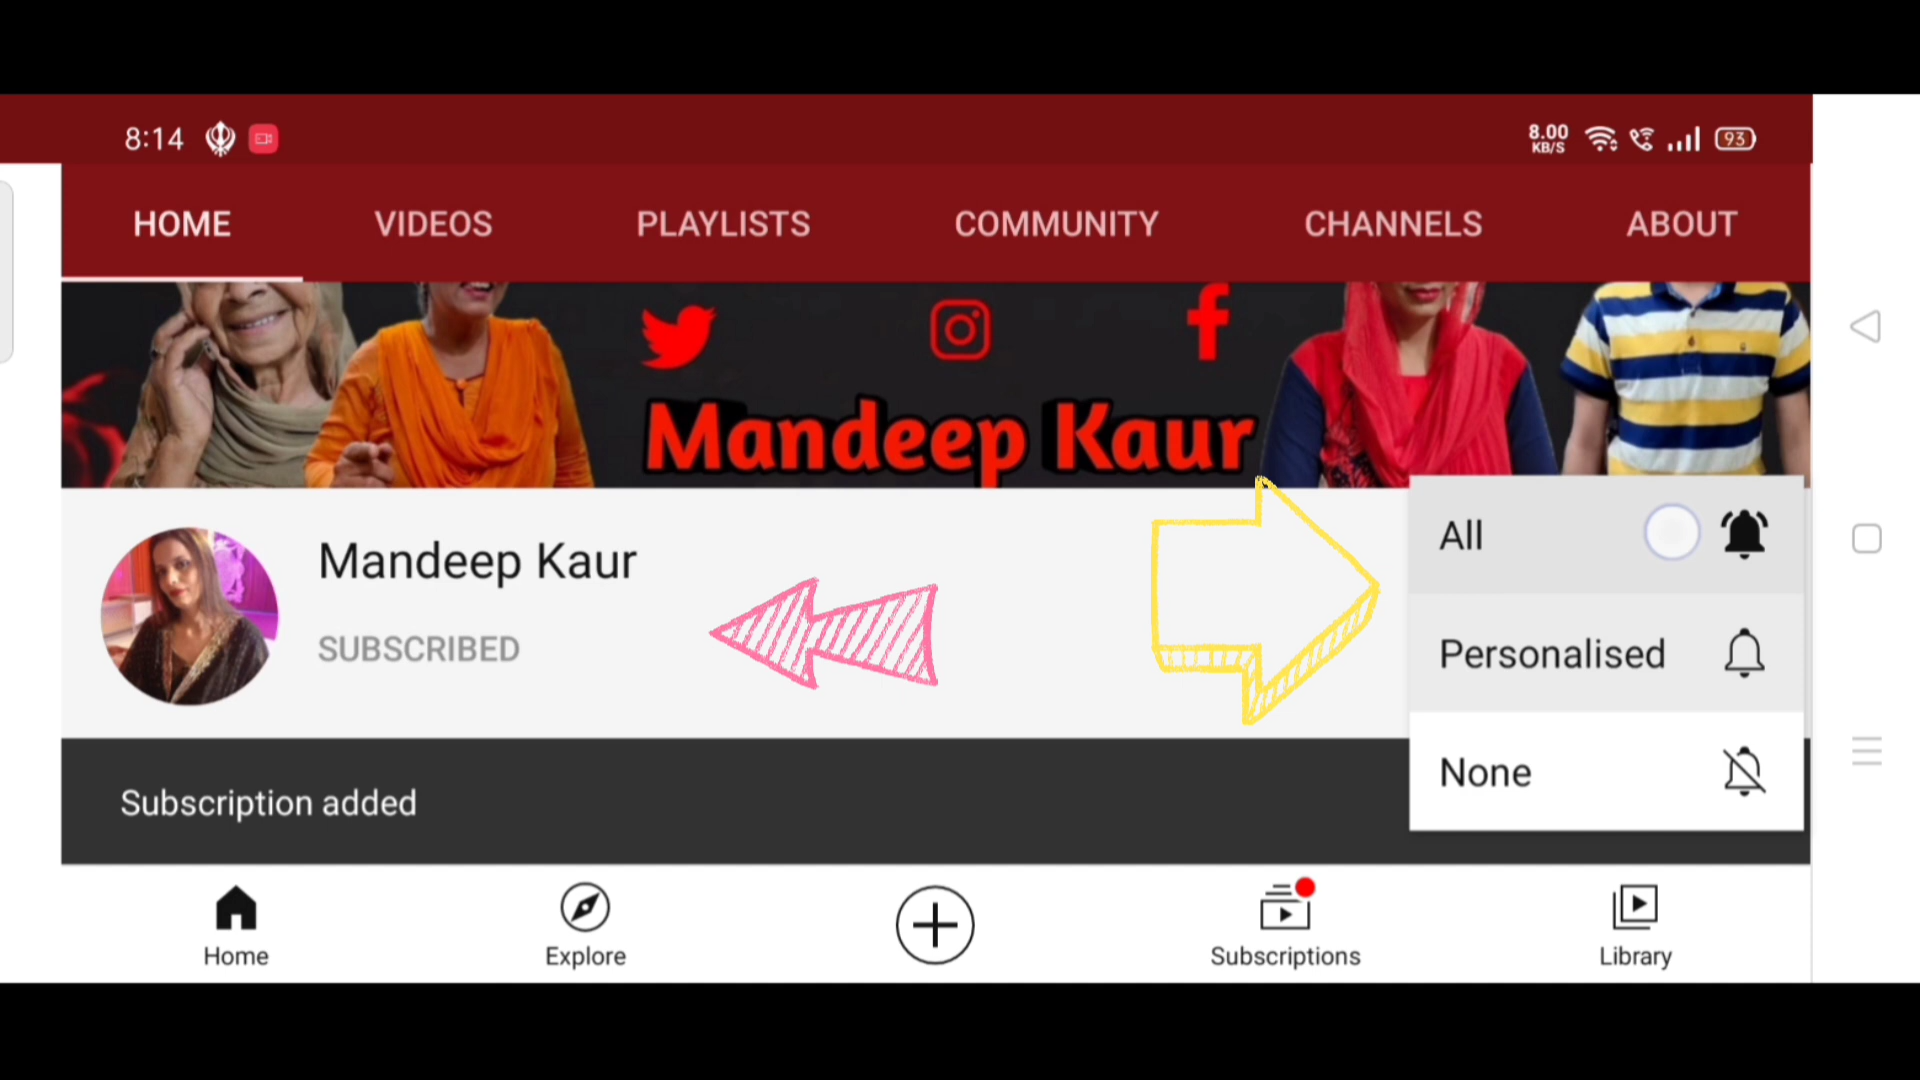 8:14
8.00
KB/S
93
HOME VIDEOS PLAYLISTS COMMUNITY CHANNELS ABOUT
Mandeep Kaur
Mandeep Kaur
SUBSCRIBED
All
Personalised
None
Subscription added
Home Explore Subscriptions Library